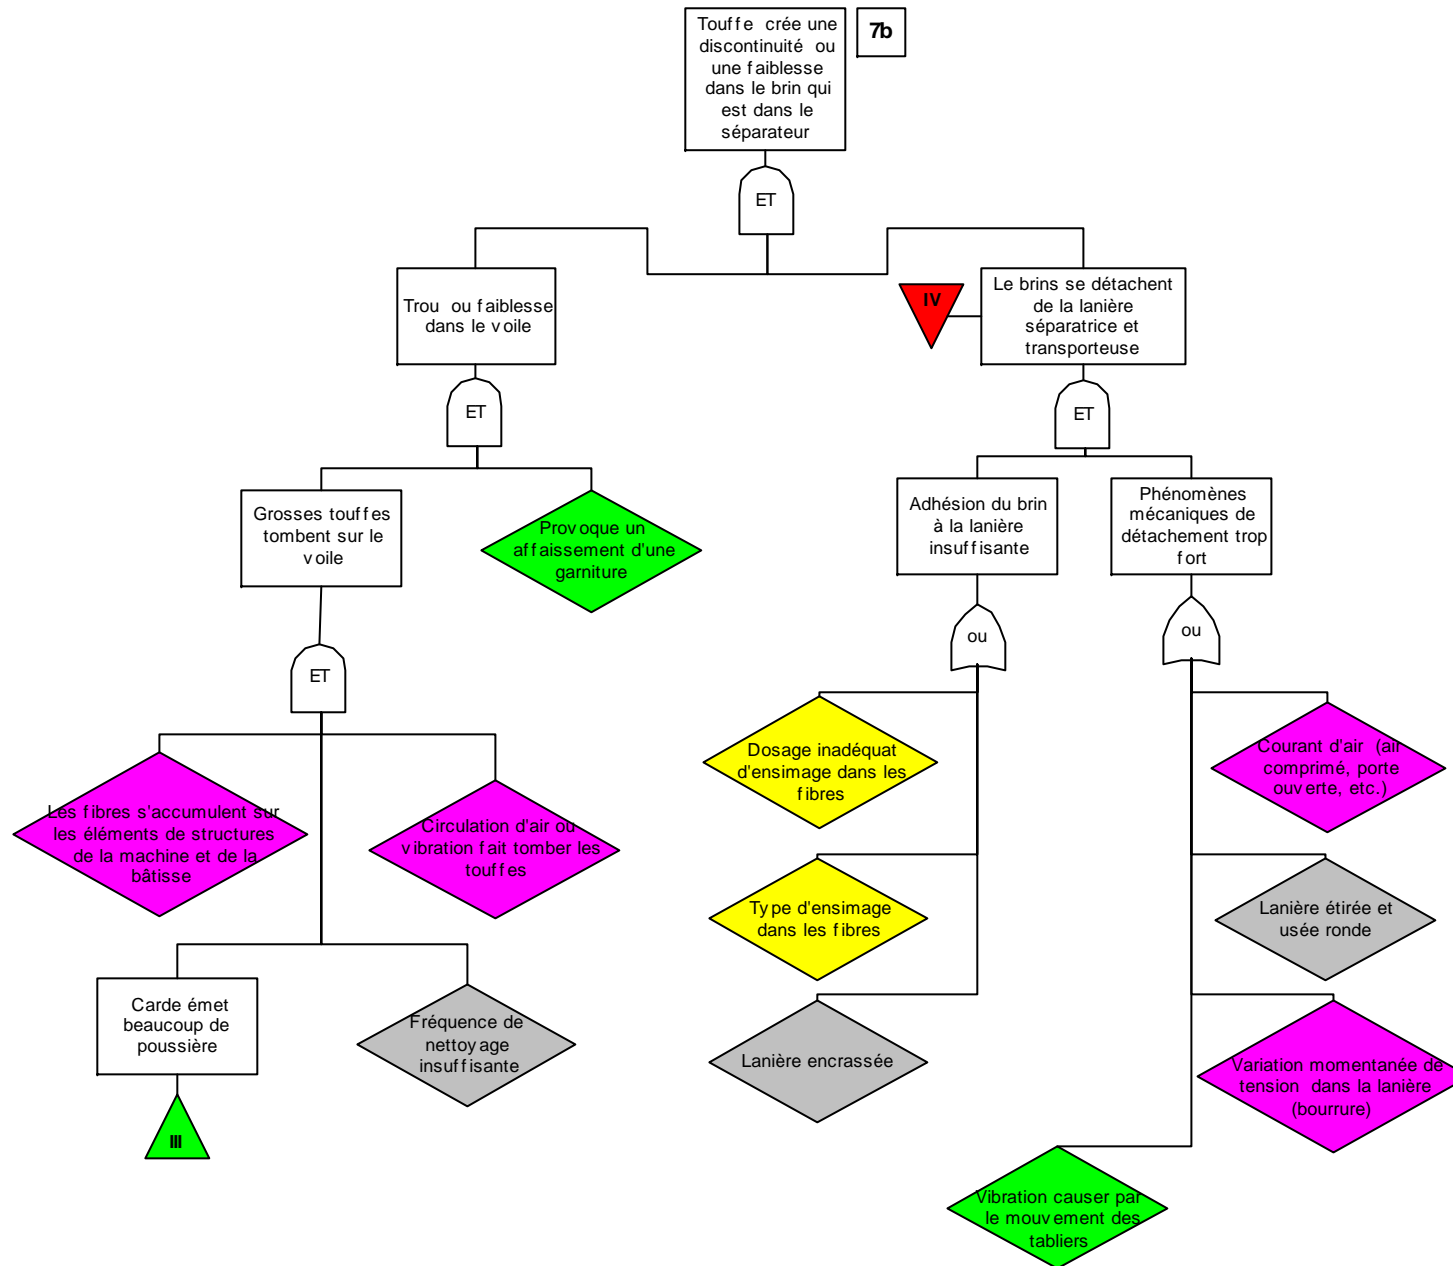 Touffe crée une
discontinuité ou
une faiblesse
dans le brin qui
est dans le
séparateur
7b
ET
Trou ou faiblesse
dans le voile
IV
Le brins se détachent
de la lanière
séparatrice et
transporteuse
ET
ET
Grosses touffes
tombent sur le
voile
Provoque un
affaissement d'une
garniture
Adhésion du brin
à la lanière
insuffisante
Phénomènes
mécaniques de
détachement trop
fort
ET
ou
ou
Les fibres s'accumulent sur
les éléments de structures
de la machine et de la
bâtisse
Circulation d'air ou
vibration fait tomber les
touffes
Dosage inadéquat
d'ensimage dans les
fibres
Courant d'air (air
comprimé, porte
ouverte, etc.)
Type d'ensimage
dans les fibres
Lanière étirée et
usée ronde
Carde émet
beaucoup de
poussière
Fréquence de
nettoyage
insuffisante
Lanière encrassée
Variation momentanée de
tension dans la lanière
(bourrure)
III
Vibration causer par
le mouvement des
tabliers